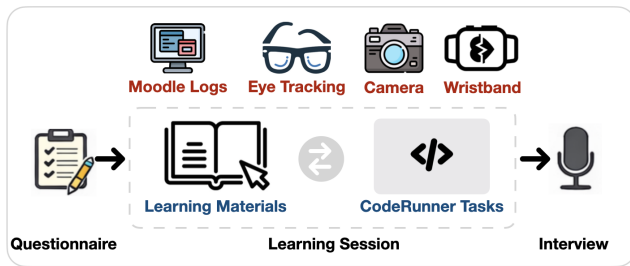 Moodle Logs
Eye Tracking
Camera
Wristband
</>
Learning Materials
CodeRunner Tasks
Questionnaire
Learning Session
Interview